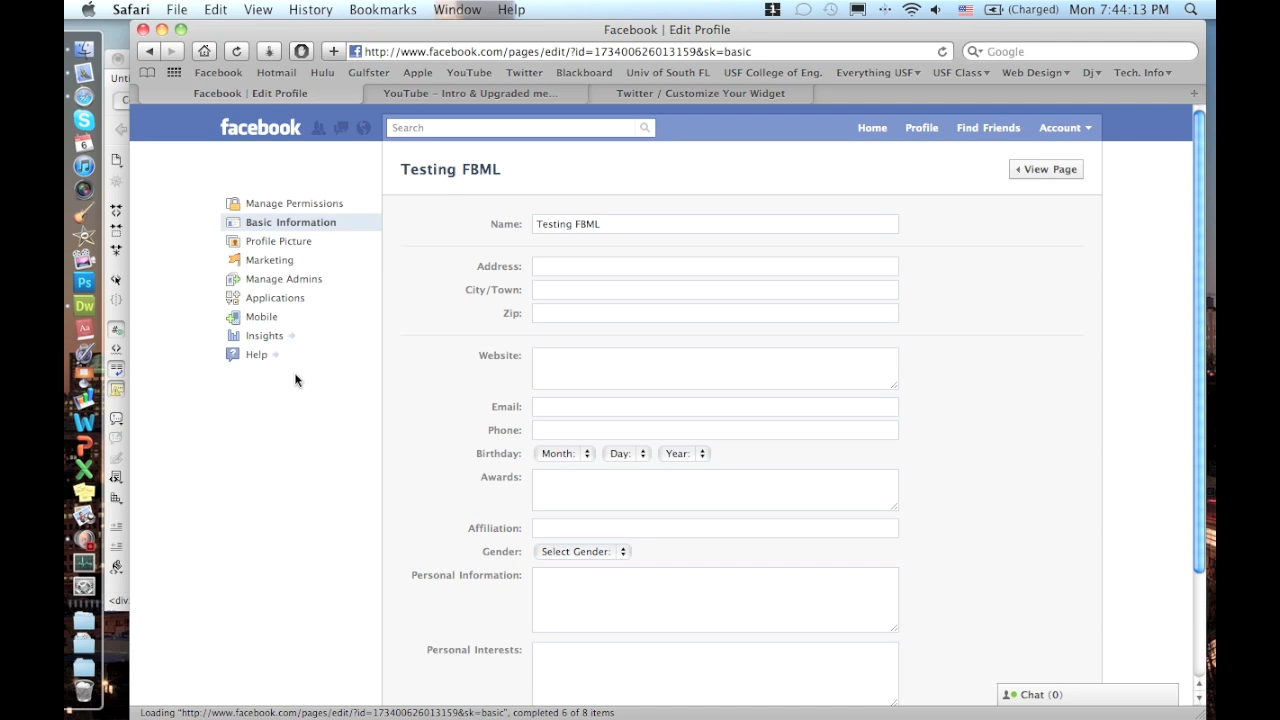 Safari File Edit View History Bookmarks Window Help (Charged) Mon 7:44:13 PM
Facebook | Edit Profile
http://www.facebook.com/pages/edit/?id=173400626013159&sk=basic Google
Facebook Hotmail Hulu Gulfster Apple YouTube Twitter Blackboard Univ of South FL USF College of Eng. Everything USF USF Class Web Design Dj Tech. Info
Facebook | Edit Profile YouTube – Intro & Upgraded me... Twitter / Customize Your Widget
facebook Search Home Profile Find Friends Account
Testing FBML View Page
Manage Permissions
Basic Information
Profile Picture
Marketing
Manage Admins
Applications
Mobile
Insights
Help
Name: Testing FBML
Address:
City/Town:
Zip:
Website:
Email:
Phone:
Birthday: Month: Day: Year:
Awards:
Affiliation:
Gender: Select Gender:
Personal Information:
Personal Interests:
Chat (0)
Loading "http://www.facebook.com/pages/edit/?id=173400626013159&sk=basic", completed 6 of 8 items
Unti
C
6
Ps
Dw
Aa
<div